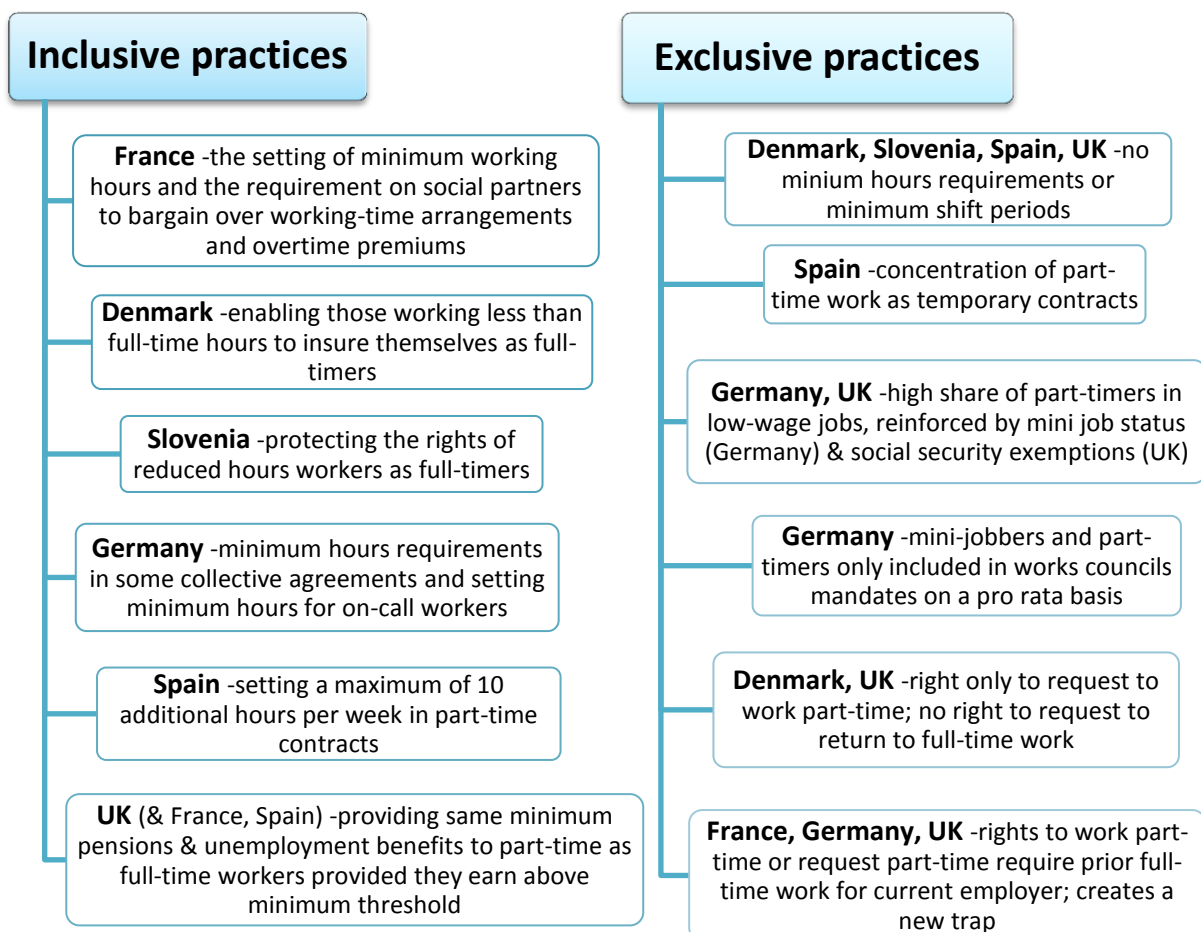 Inclusive practices
France -the setting of minimum working
hours and the requirement on social partners
to bargain over working-time arrangements
and overtime premiums
Denmark -enabling those working less than
full-time hours to insure themselves as full-
timers
Slovenia -protecting the rights of
reduced hours workers as full-timers
Germany -minimum hours requirements
in some collective agreements and setting
minimum hours for on-call workers
Spain -setting a maximum of 10
additional hours per week in part-time
contracts
UK (& France, Spain) -providing same minimum
pensions & unemployment benefits to part-time as
full-time workers provided they earn above
minimum threshold
Exclusive practices
Denmark, Slovenia, Spain, UK -no
minium hours requirements or
minimum shift periods
Spain -concentration of part-
time work as temporary contracts
Germany, UK -high share of part-timers in
low-wage jobs, reinforced by mini job status
(Germany) & social security exemptions (UK)
Germany -mini-jobbers and part-
timers only included in works councils
mandates on a pro rata basis
Denmark, UK -right only to request to
work part-time; no right to request to
return to full-time work
France, Germany, UK -rights to work part-
time or request part-time require prior full-
time work for current employer; creates a
new trap